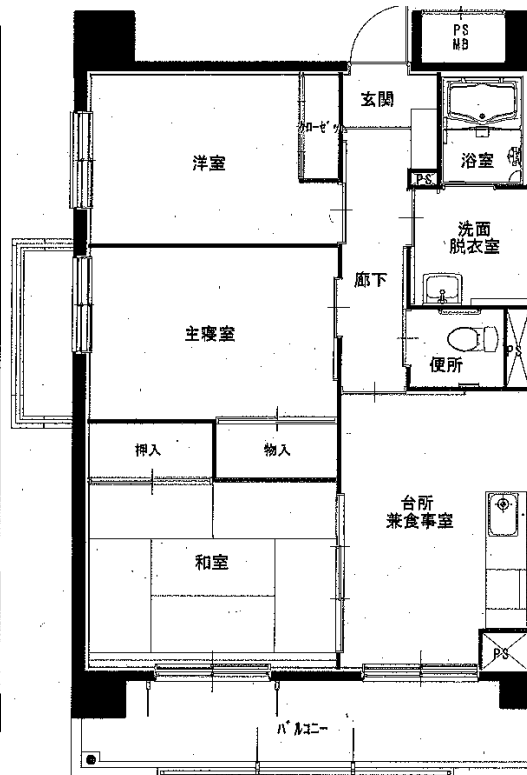 PS
MB
玄関
クローゼット
洋室
浴室
PS
洗面
脱衣室
廊下
主寝室
便所
PS
押入
物入
台所
兼食事室
和室
PS
バルコニー